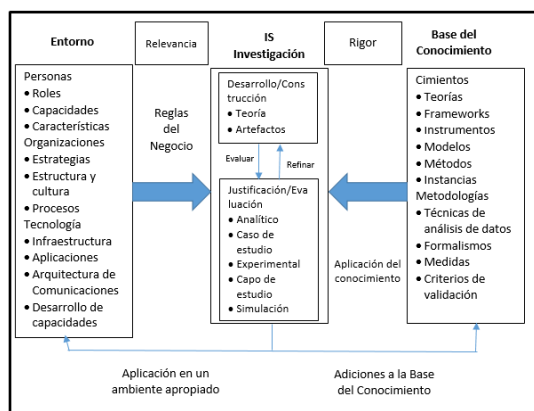 Entorno
Relevancia
IS
Investigación
Rigor
Base del
Conocimiento
Personas
• Roles
• Capacidades
• Características
Organizaciones
• Estrategias
• Estructura y
cultura
• Procesos
Tecnología
• Infraestructura
• Aplicaciones
• Arquitectura de
Comunicaciones
• Desarrollo de
capacidades
Reglas
del
Negocio
Desarrollo/Cons
trucción
• Teoría
• Artefactos
Evaluar
Refinar
Justificación/Eva
luación
• Analítico
• Caso de
estudio
• Experimental
• Capo de
estudio
• Simulación
Aplicación del
conocimiento
Cimientos
• Teorías
• Frameworks
• Instrumentos
• Modelos
• Métodos
• Instancias
Metodologías
• Técnicas de
análisis de datos
• Formalismos
• Medidas
• Criterios de
validación
Aplicación en un
ambiente apropiado
Adiciones a la Base
del Conocimiento